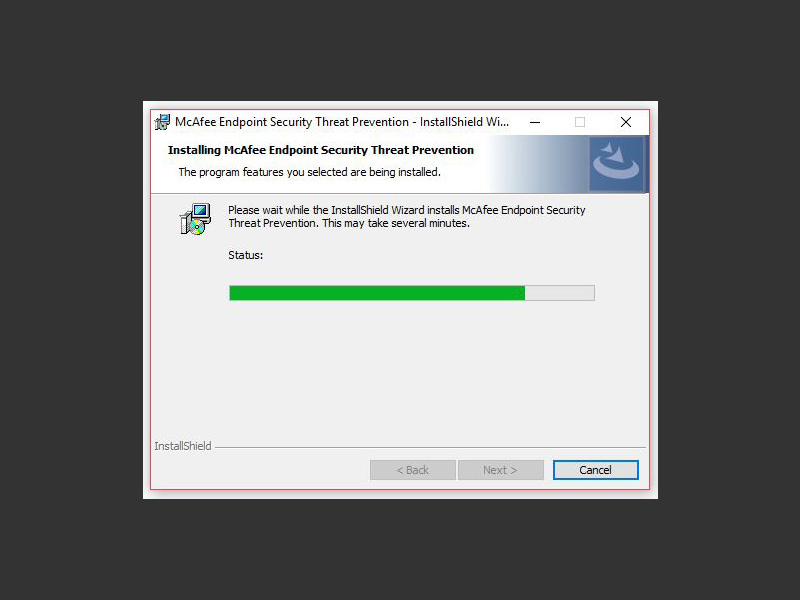 McAfee Endpoint Security Threat Prevention - InstallShield Wi...
Installing McAfee Endpoint Security Threat Prevention
The program features you selected are being installed.
Please wait while the InstallShield Wizard installs McAfee Endpoint Security
Threat Prevention. This may take several minutes.
Status:
InstallShield
< Back
Next >
Cancel